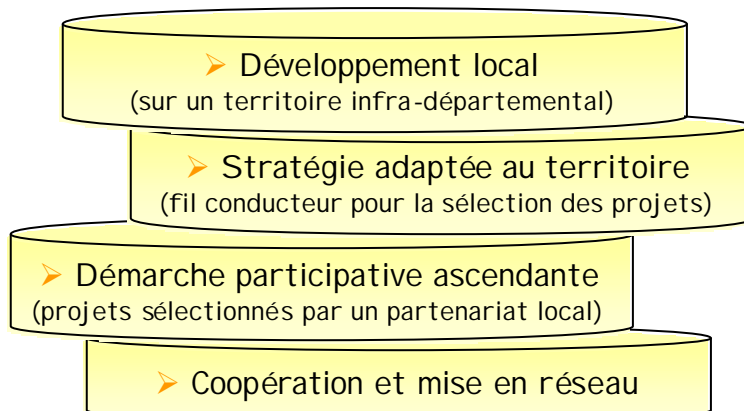 ➢ Développement local
(sur un territoire infra-départemental)
➢ Stratégie adaptée au territoire
(fil conducteur pour la sélection des projets)
➢ Démarche participative ascendante
(projets sélectionnés par un partenariat local)
➢ Coopération et mise en réseau